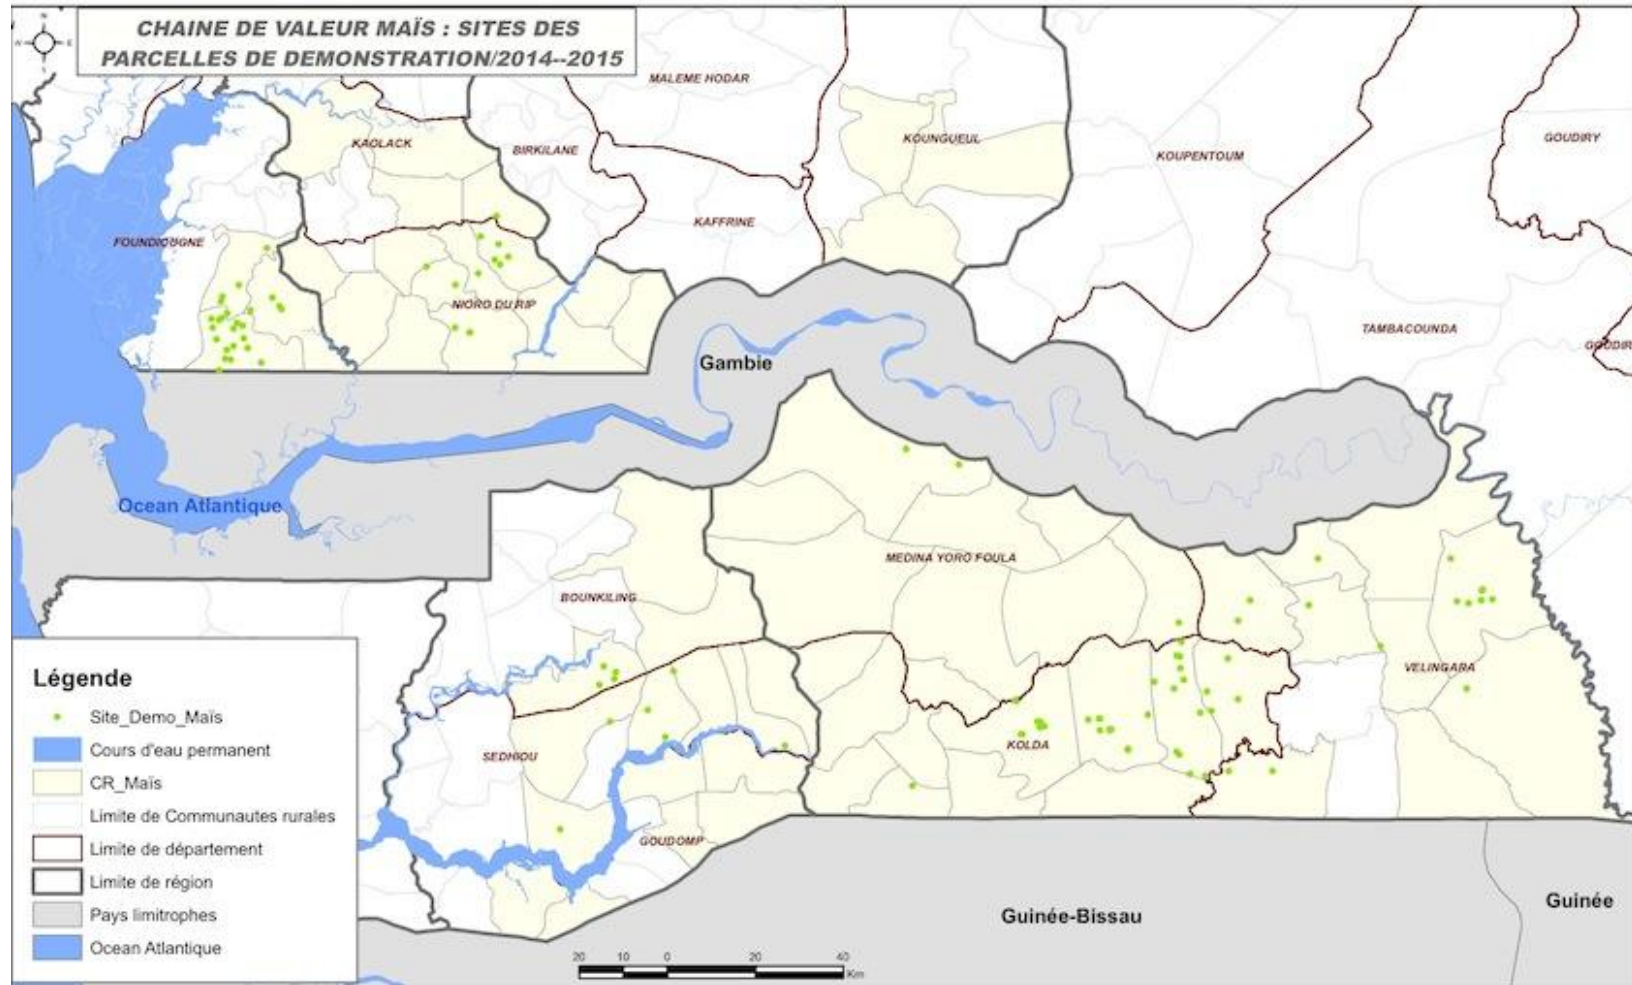 CHAINE DE VALEUR MAÏS : SITES DES
PARCELLES DE DEMONSTRATION/2014--2015
N
W
E
S
MALEME HODAR
KAOLACK
BIRKILANE
KOUNGUEUL
KOUPENTOUM
GOUDIRY
FOUNDIOUGNE
KAFFRINE
NIORO DU RIP
TAMBACOUNDA
GOUDIR
Gambie
Ocean Atlantique
MEDINA YORO FOULA
BOUNKILING
VELINGARA
SEDHIOU
KOLDA
GOUDOMP
Guinée-Bissau
Guinée
Légende
Site_Demo_Maïs
Cours d'eau permanent
CR_Maïs
Limite de Communautes rurales
Limite de département
Limite de région
Pays limitrophes
Ocean Atlantique
20 10 0 20 40
Km